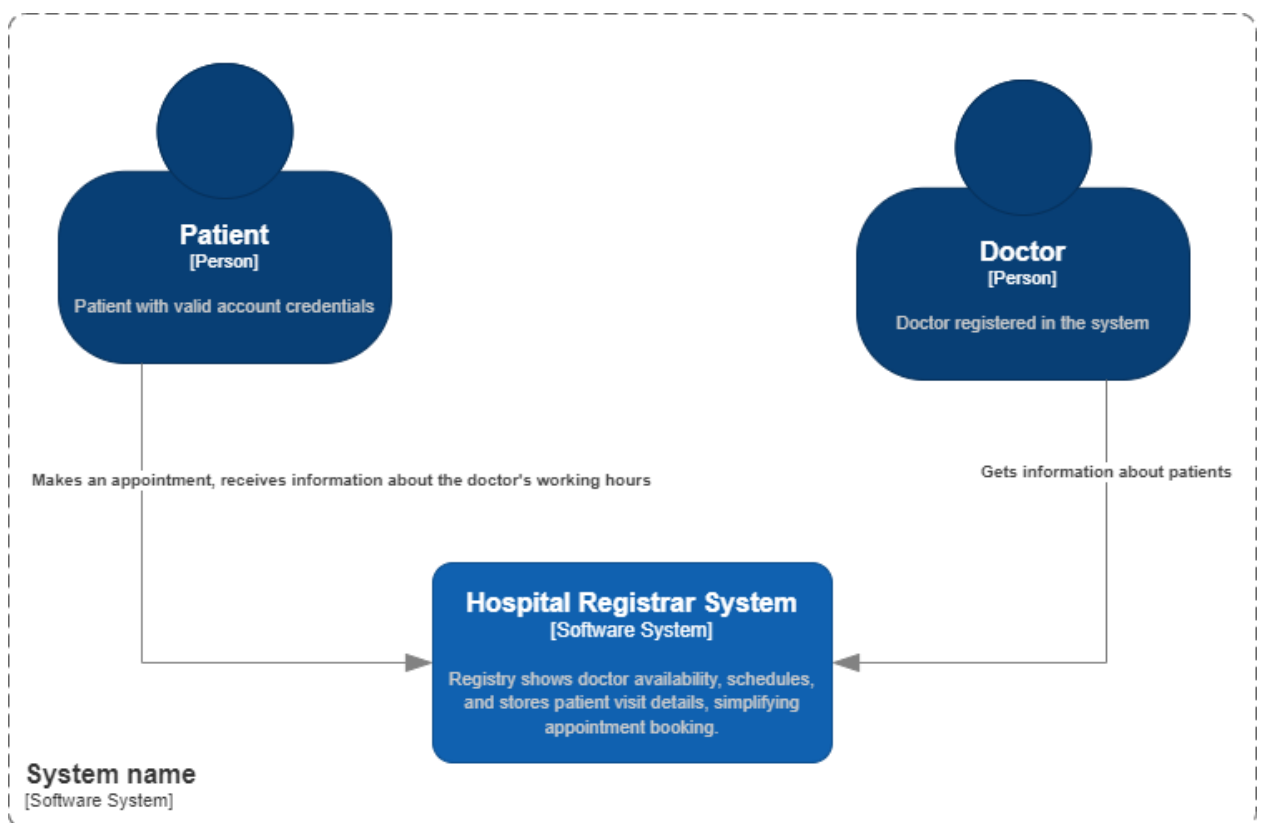 Patient
[Person]
Patient with valid account credentials
Doctor
[Person]
Doctor registered in the system
Makes an appointment, receives information about the doctor's working hours
Gets information about patients
Hospital Registrar System
[Software System]
Registry shows doctor availability, schedules,
and stores patient visit details, simplifying
appointment booking.
System name
[Software System]